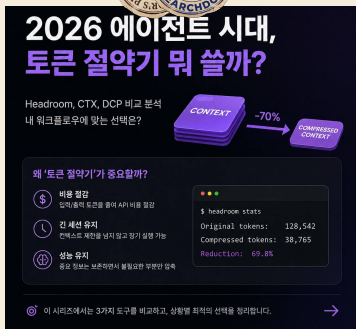 2026 에이전트 시대,
토큰 절약기 뭐 쓸까?
Headroom, CTX, DCP 비교 분석
내 워크플로우에 맞는 선택은?
CONTEXT
-70%
COMPRESSED
CONTEXT
왜 '토큰 절약기'가 중요할까?
비용 절감
입력/출력 토큰을 줄여 API 비용 절감
긴 세션 유지
컨텍스트 제한을 넘지 않고 장기 실행 가능
성능 유지
중요 정보는 보존하면서 불필요한 부분만 압축
$ headroom stats
Original tokens: 128,542
Compressed tokens: 38,765
Reduction: 69.8%
이 시리즈에서는 3가지 도구를 비교하고, 상황별 최적의 선택을 정리합니다.